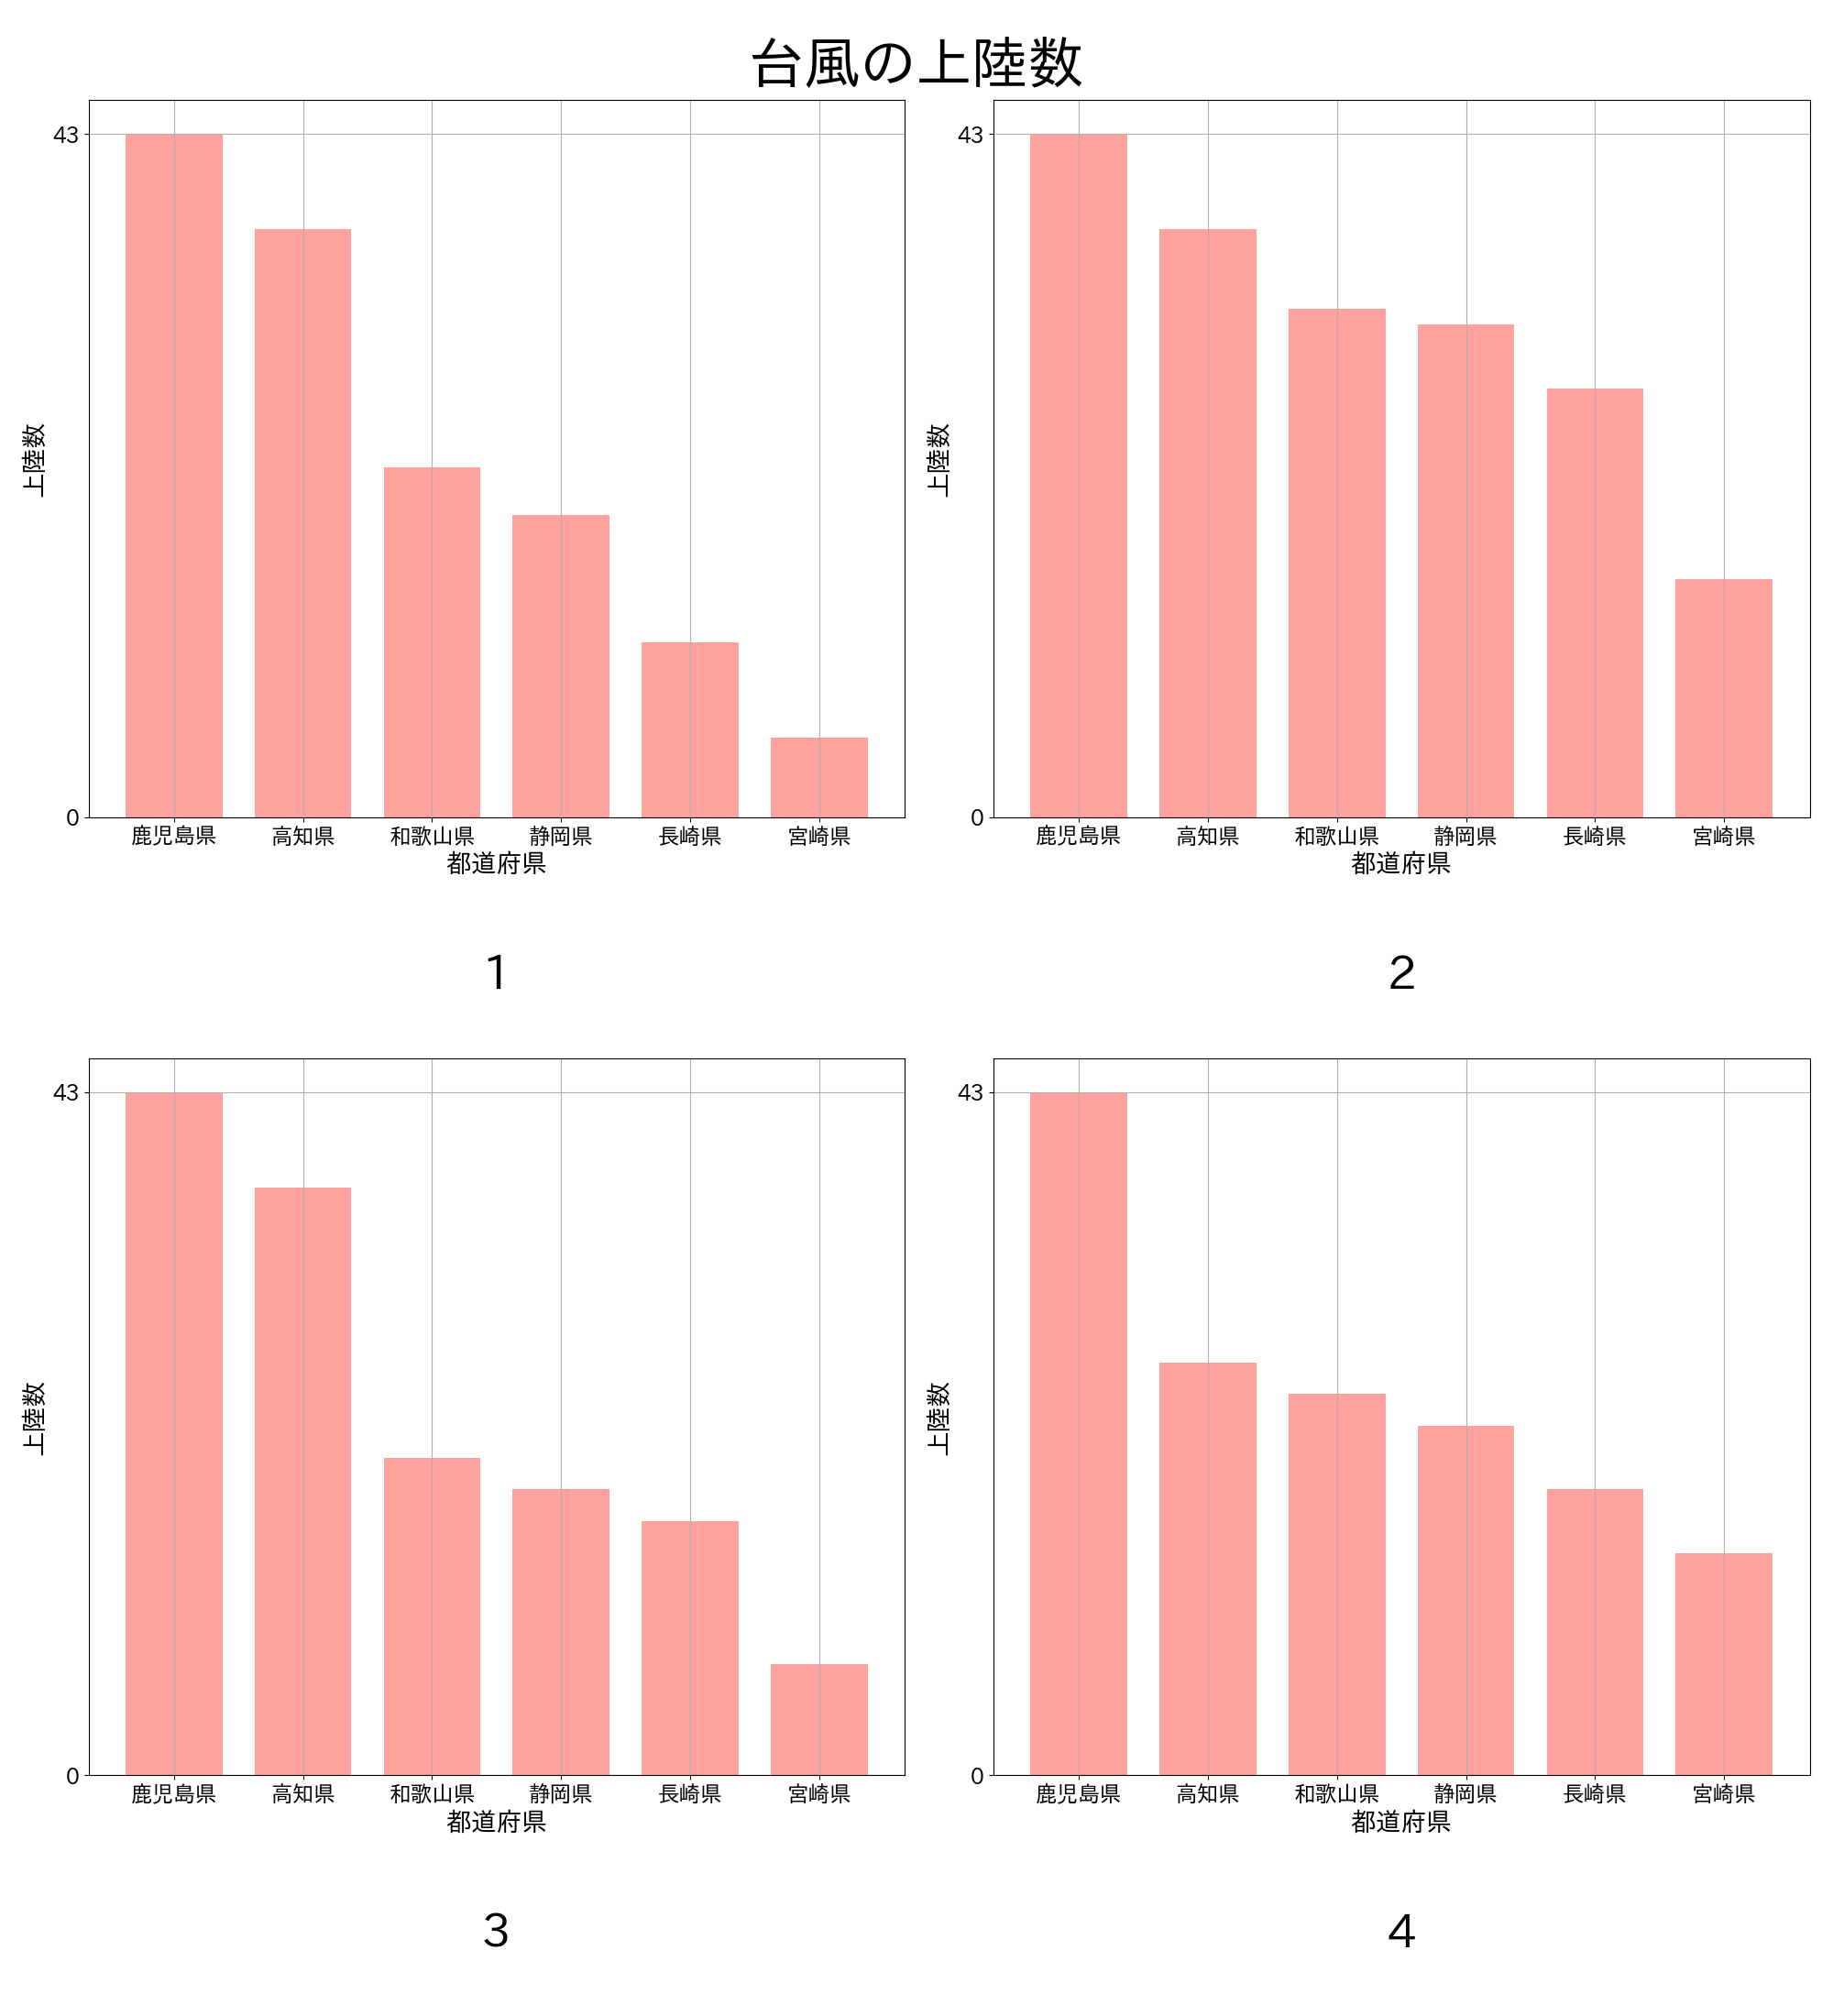 台風の上陸数
43
0
上陸数
鹿児島県 高知県 和歌山県 静岡県 長崎県 宮崎県
都道府県
1
43
0
上陸数
鹿児島県 高知県 和歌山県 静岡県 長崎県 宮崎県
都道府県
2
43
0
上陸数
鹿児島県 高知県 和歌山県 静岡県 長崎県 宮崎県
都道府県
3
43
0
上陸数
鹿児島県 高知県 和歌山県 静岡県 長崎県 宮崎県
都道府県
4